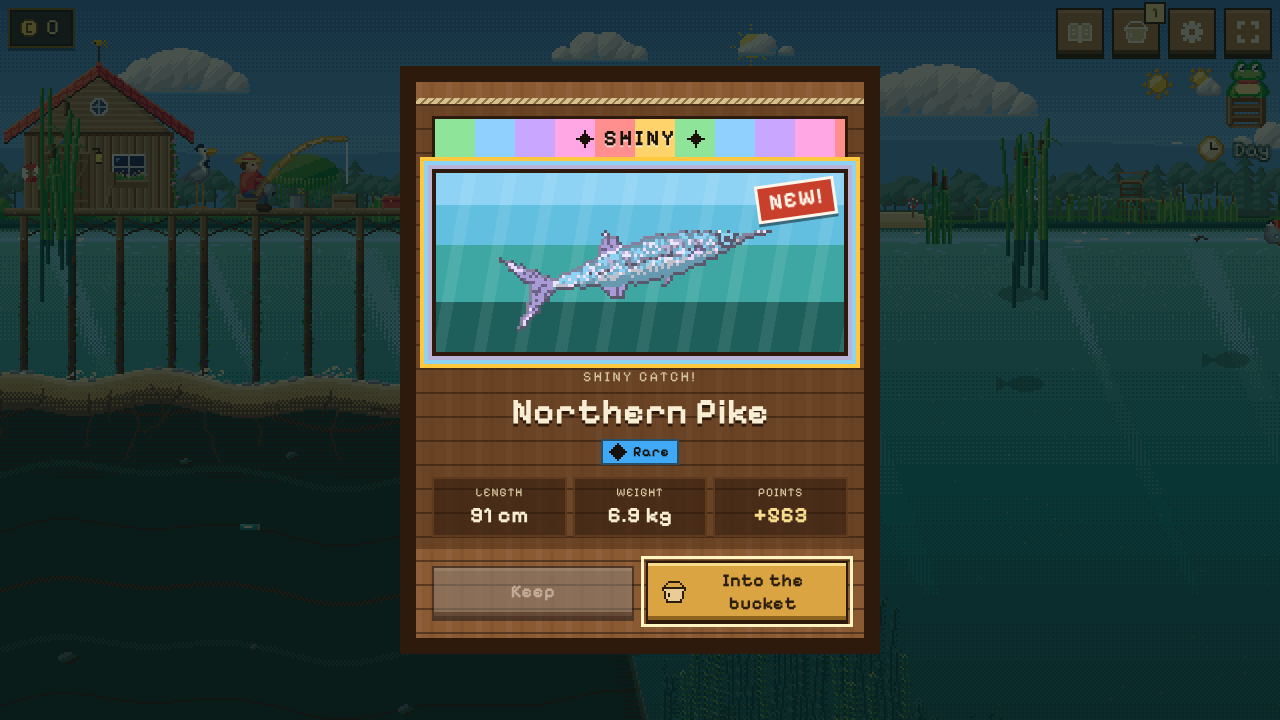 0
1
Day
SHINY
NEW!
SHINY CATCH!
Northern Pike
Rare
LENGTH
91 cm
WEIGHT
6.9 kg
POINTS
+863
Keep
Into the
bucket